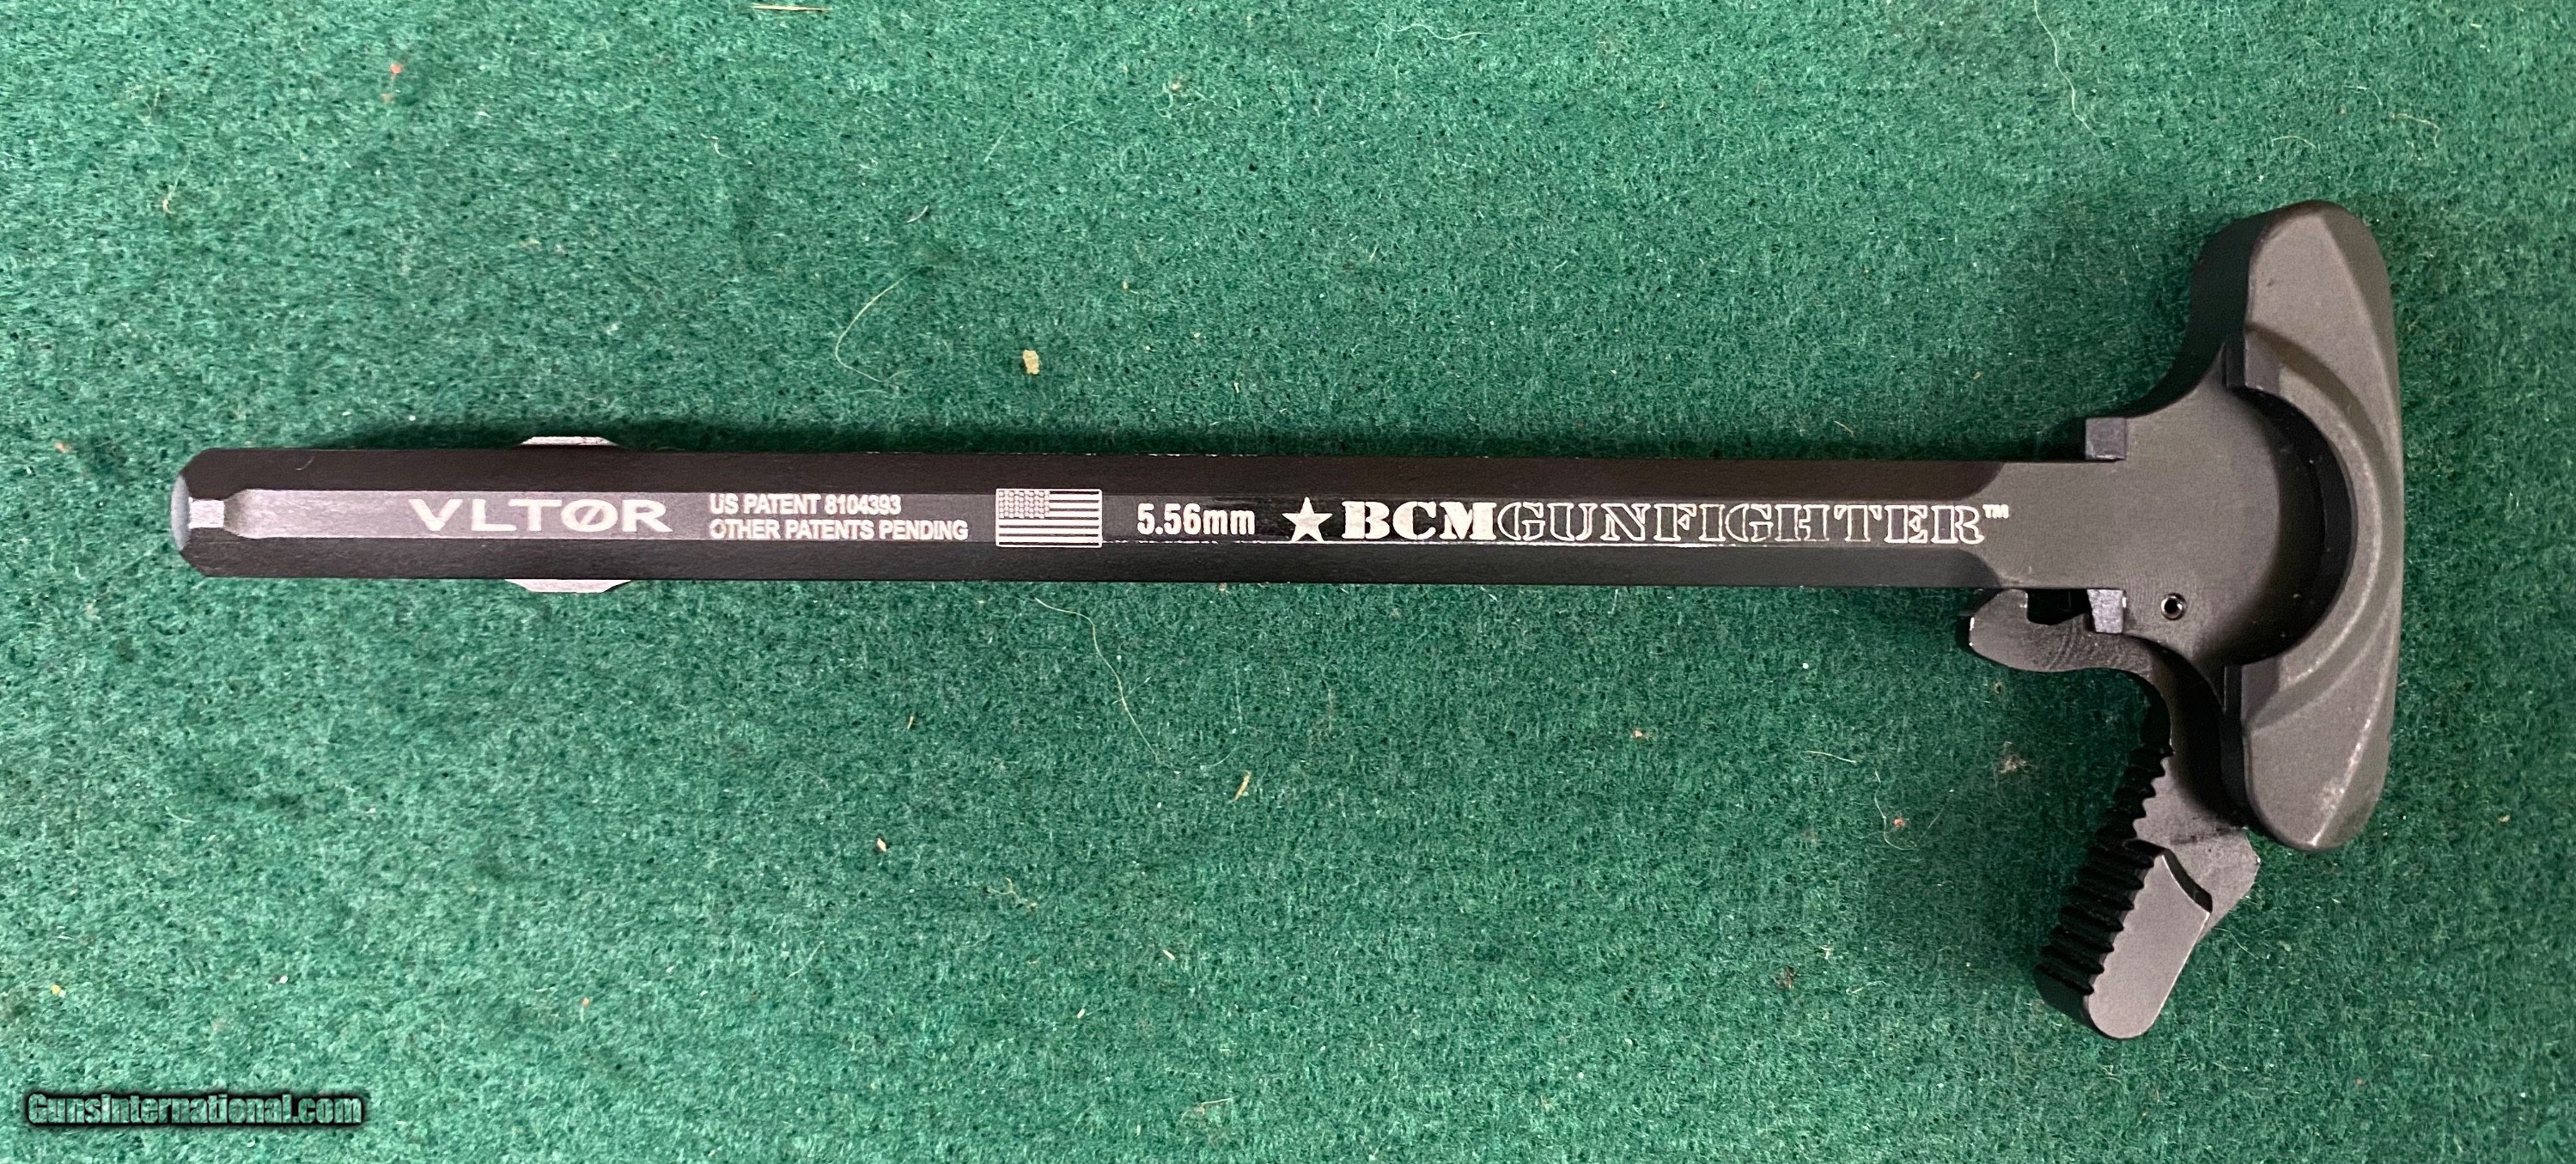 VLTØR
US PATENT 8104393
OTHER PATENTS PENDING
5.56mm
★BCMGUNFIGHTER™
GunsInternational.com